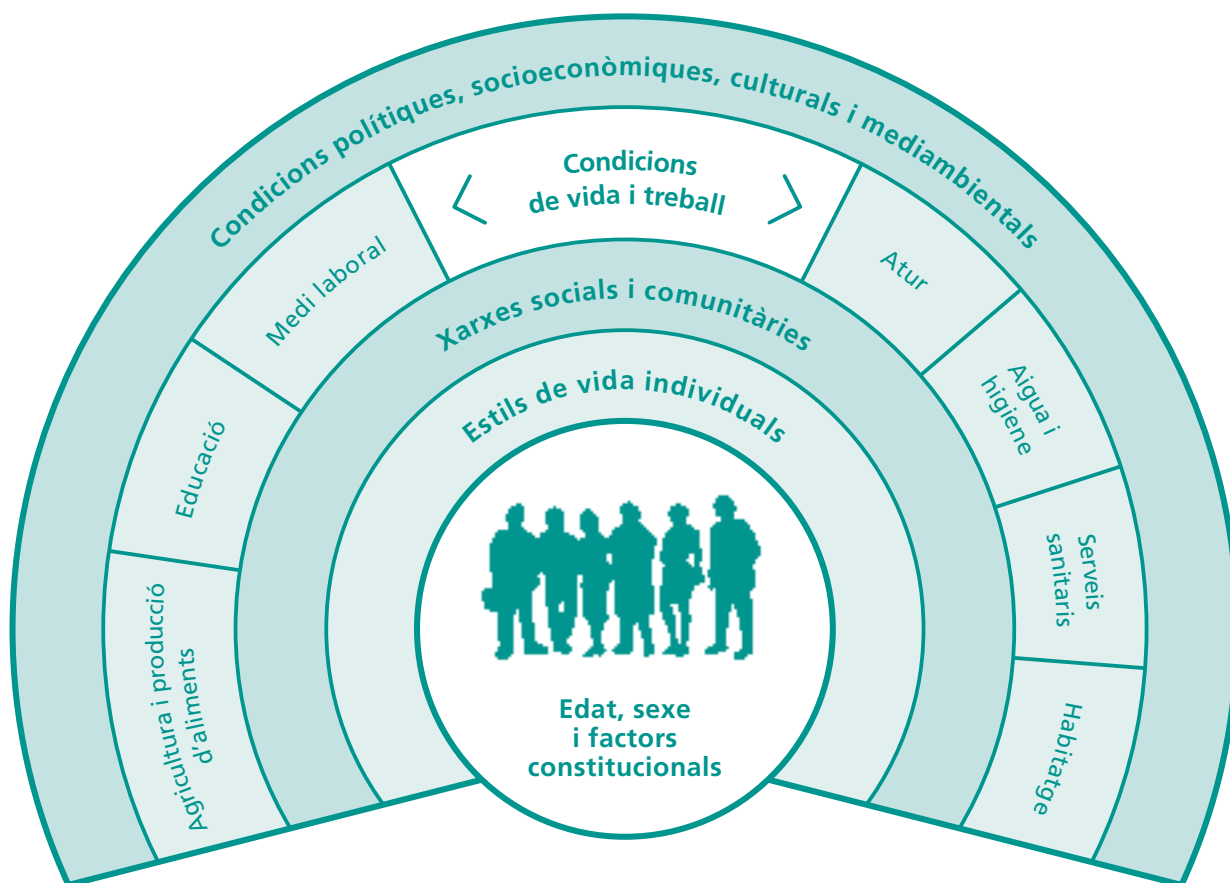 Condicions polítiques, socioeconòmiques, culturals i mediambientals
Condicions
de vida i treball
Agricultura i producció
d'aliments
Educació
Medi laboral
Atur
Aigua i
higiene
Serveis
sanitaris
Habitatge
Xarxes socials i comunitàries
Estils de vida individuals
Edat, sexe
i factors
constitucionals